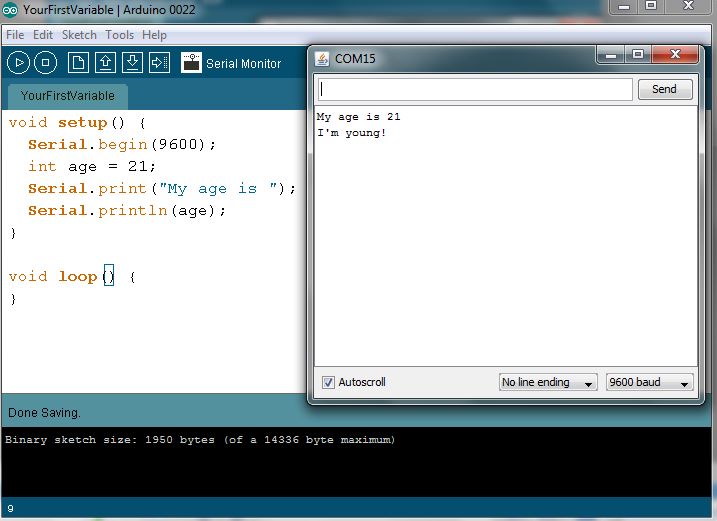 YourFirstVariable | Arduino 0022
File Edit Sketch Tools Help
Serial Monitor
YourFirstVariable
void setup() {
  Serial.begin(9600);
  int age = 21;
  Serial.print("My age is ");
  Serial.println(age);
}
void loop() {
}
COM15
Send
My age is 21
I'm young!
Autoscroll
No line ending
9600 baud
Done Saving.
Binary sketch size: 1950 bytes (of a 14336 byte maximum)
9